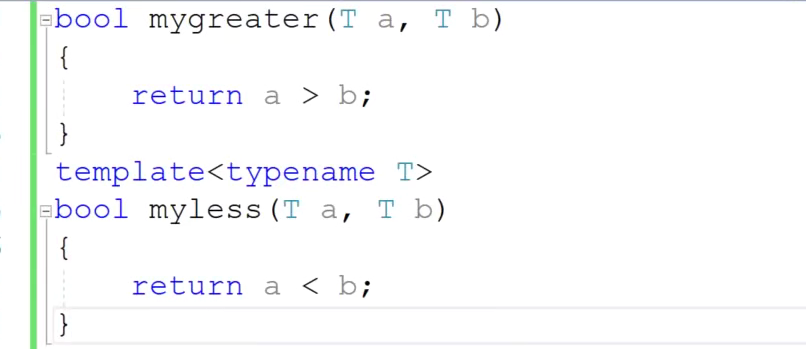 bool mygreater(T a, T b)
{
    return a > b;
}
template<typename T>
bool myless(T a, T b)
{
    return a < b;
}